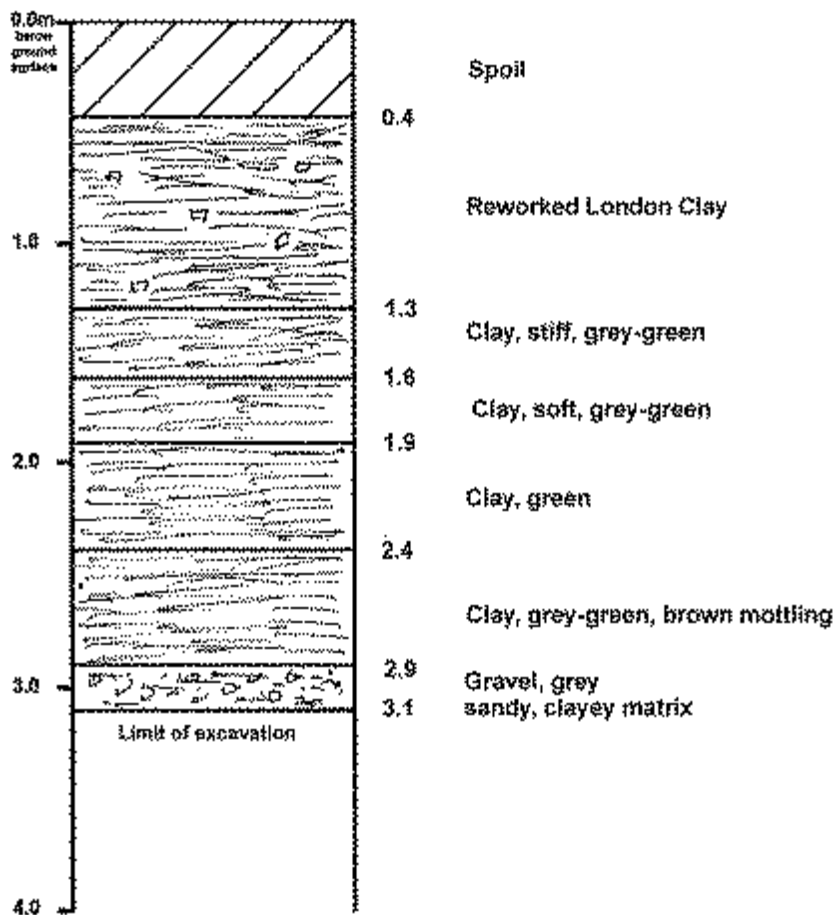 0.0m
below
ground
surface
Spoil
0.4
Reworked London Clay
1.0
1.3
Clay, stiff, grey-green
1.6
Clay, soft, grey-green
1.9
2.0
Clay, green
2.4
Clay, grey-green, brown mottling
2.9
Gravel, grey
3.0
3.1
sandy, clayey matrix
Limit of excavation
4.0